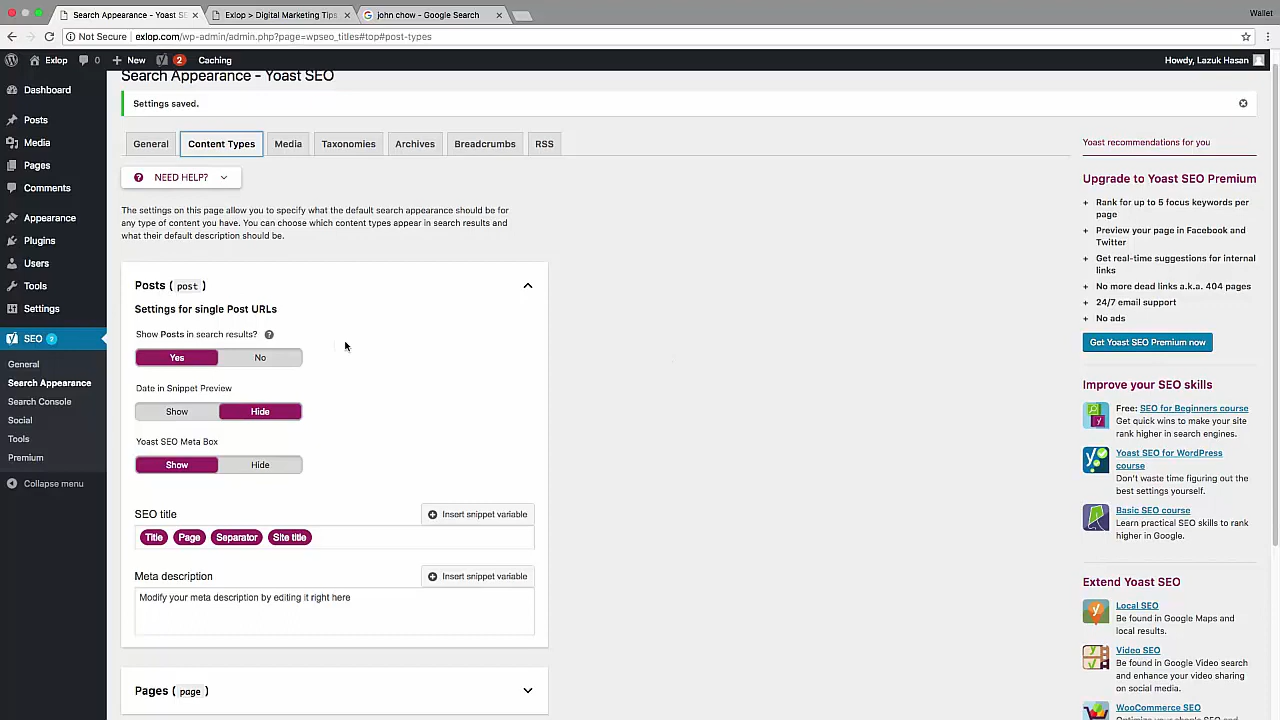 Search Appearance - Yoast SE
Exlop > Digital Marketing Tips
john chow - Google Search
Wallet
Not Secure
exlop.com/wp-admin/admin.php?page=wpseo_titles#top#post-types
Exlop
0
New
2
Caching
Howdy, Lazuk Hasan
Dashboard
Posts
Media
Pages
Comments
Appearance
Plugins
Users
Tools
Settings
SEO
General
Search Appearance
Search Console
Social
Tools
Premium
Collapse menu
Search Appearance - Yoast SEO
Settings saved.
General
Content Types
Media
Taxonomies
Archives
Breadcrumbs
RSS
NEED HELP?
The settings on this page allow you to specify what the default search appearance should be for
any type of content you have. You can choose which content types appear in search results and
what their default description should be.
Posts ( post )
Settings for single Post URLs
Show Posts in search results? ?
Yes
No
Date in Snippet Preview
Show
Hide
Yoast SEO Meta Box
Show
Hide
SEO title
Insert snippet variable
Title
Page
Separator
Site title
Meta description
Insert snippet variable
Modify your meta description by editing it right here
Pages ( page )
Yoast recommendations for you
Upgrade to Yoast SEO Premium
+ Rank for up to 5 focus keywords per
page
+ Preview your page in Facebook and
Twitter
+ Get real-time suggestions for internal
links
+ No more dead links a.k.a. 404 pages
+ 24/7 email support
+ No ads
Get Yoast SEO Premium now
Improve your SEO skills
Free: SEO for Beginners course
Get quick wins to make your site
rank higher in search engines.
Yoast SEO for WordPress
course
Don't waste time figuring out the
best settings yourself.
Basic SEO course
Learn practical SEO skills to rank
higher in Google.
Extend Yoast SEO
Local SEO
Be found in Google Maps and
local results.
Video SEO
Be found in Google Video search
and enhance your video sharing
on social media.
WooCommerce SEO